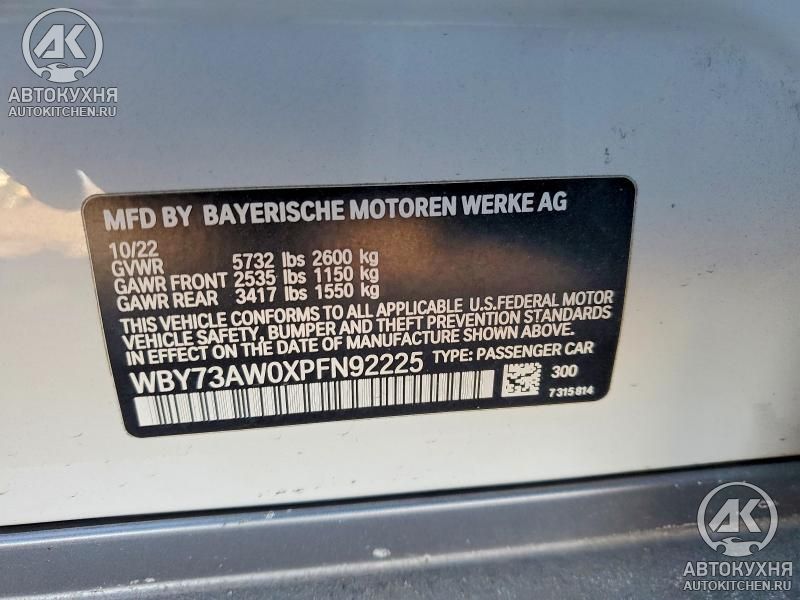 AK
АВТОКУХНЯ
AUTOKITCHEN.RU
MFD BY BAYERISCHE MOTOREN WERKE AG
10/22
GVWR 5732 lbs 2600 kg
GAWR FRONT 2535 lbs 1150 kg
GAWR REAR 3417 lbs 1550 kg
THIS VEHICLE CONFORMS TO ALL APPLICABLE U.S.FEDERAL MOTOR
VEHICLE SAFETY, BUMPER AND THEFT PREVENTION STANDARDS
IN EFFECT ON THE DATE OF MANUFACTURE SHOWN ABOVE.
WBY73AW0XPFN92225 TYPE: PASSENGER CAR
300
7315814
AK
АВТОКУХНЯ
AUTOKITCHEN.RU